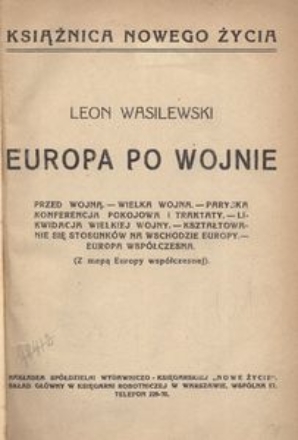 KSIĄŻNICA NOWEGO ŻYCIA
LEON WASILEWSKI
EUROPA PO WOJNIE
PRZED WOJNĄ. — WIELKA WOJNA. — PARYSKA
KONFERENCJA POKOJOWA I TRAKTATY. — LI-
KWIDACJA WIELKIEJ WOJNY. — KSZTAŁTOWA-
NIE SIĘ STOSUNKÓW NA WSCHODZIE EUROPY. —
EUROPA WSPÓŁCZESNA.
(Z mapą Europy współczesnej).
NAKŁADEM SPÓŁDZIELNI WYDAWNICZO-KSIĘGARSKIEJ „NOWE ŻYCIE”.
SKŁAD GŁÓWNY W KSIĘGARNI ROBOTNICZEJ W WARSZAWIE, WSPÓLNA
TELEFON